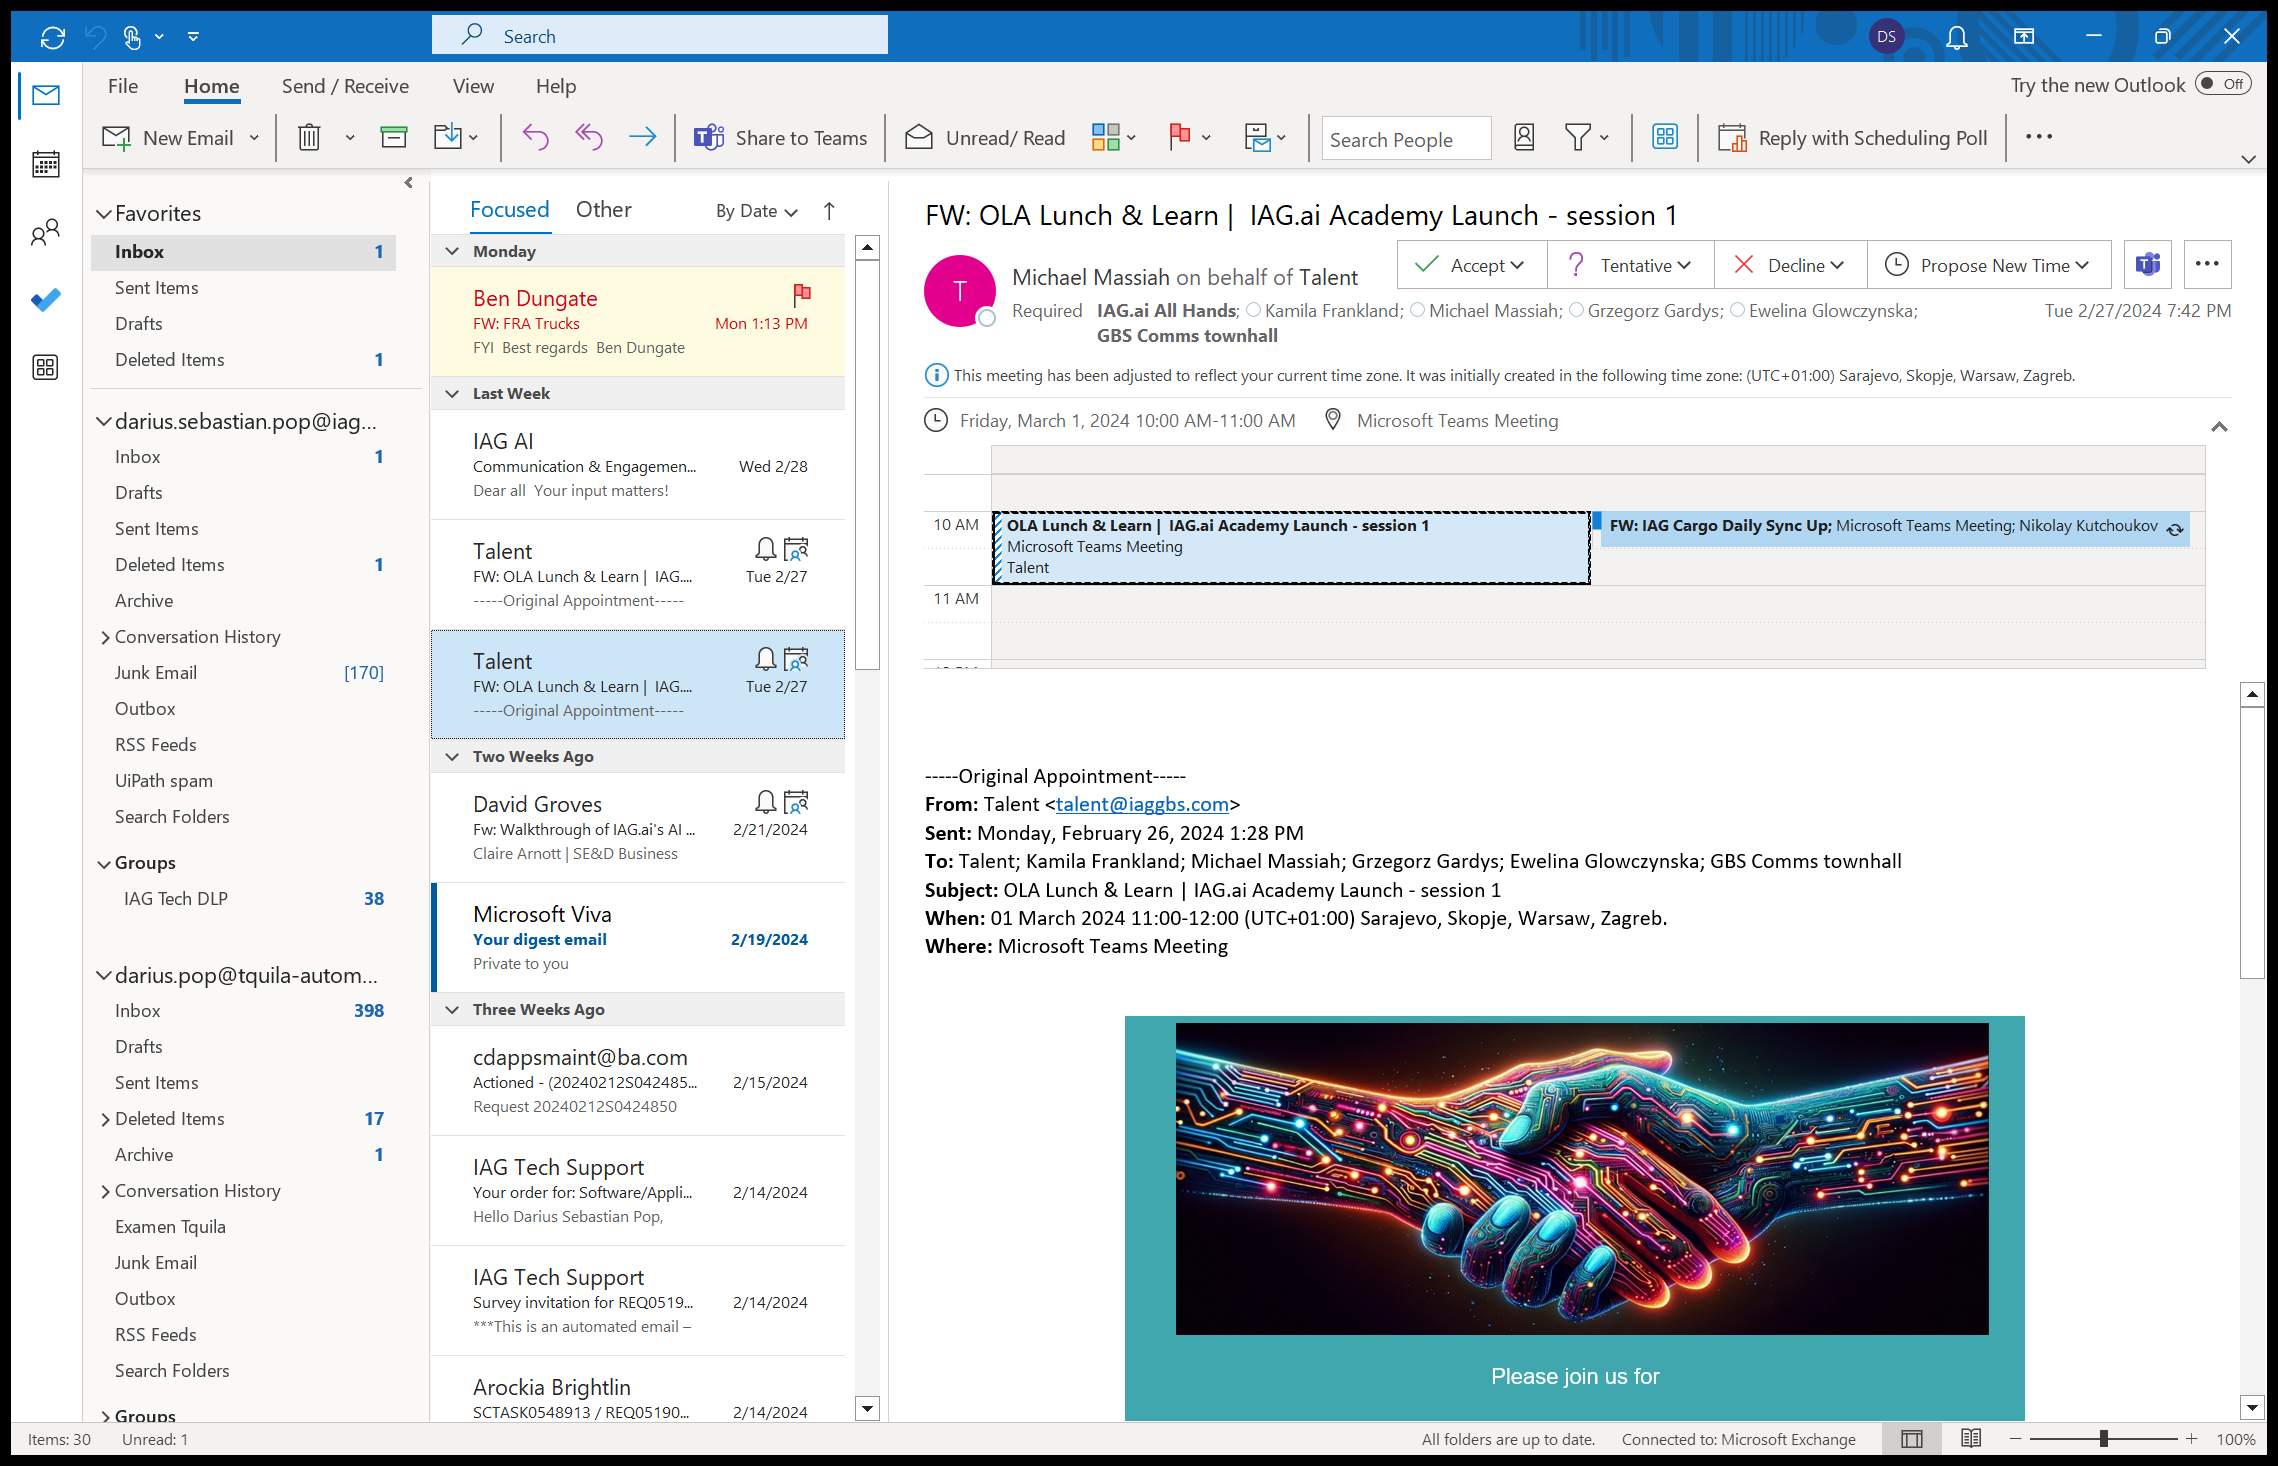 Search
DS
File Home Send / Receive View Help
Try the new Outlook Off
New Email
Share to Teams
Unread/ Read
Search People
Reply with Scheduling Poll
Favorites
Inbox 1
Sent Items
Drafts
Deleted Items 1
darius.sebastian.pop@iag...
Inbox 1
Drafts
Sent Items
Deleted Items 1
Archive
Conversation History
Junk Email [170]
Outbox
RSS Feeds
UiPath spam
Search Folders
Groups
IAG Tech DLP 38
darius.pop@tquila-autom...
Inbox 398
Drafts
Sent Items
Deleted Items 17
Archive 1
Conversation History
Examen Tquila
Junk Email
Outbox
RSS Feeds
Search Folders
Groups
Focused Other By Date
Monday
Ben Dungate
FW: FRA Trucks Mon 1:13 PM
FYI Best regards Ben Dungate
Last Week
IAG AI
Communication & Engagemen... Wed 2/28
Dear all Your input matters!
Talent
FW: OLA Lunch & Learn | IAG.... Tue 2/27
-----Original Appointment-----
Talent
FW: OLA Lunch & Learn | IAG.... Tue 2/27
-----Original Appointment-----
Two Weeks Ago
David Groves
Fw: Walkthrough of IAG.ai's AI ... 2/21/2024
Claire Arnott | SE&D Business
Microsoft Viva
Your digest email 2/19/2024
Private to you
Three Weeks Ago
cdappsmaint@ba.com
Actioned - (20240212S042485... 2/15/2024
Request 20240212S0424850
IAG Tech Support
Your order for: Software/Appli... 2/14/2024
Hello Darius Sebastian Pop,
IAG Tech Support
Survey invitation for REQ0519... 2/14/2024
***This is an automated email –
Arockia Brightlin
SCTASK0548913 / REQ05190... 2/14/2024
FW: OLA Lunch & Learn | IAG.ai Academy Launch - session 1
T
Michael Massiah on behalf of Talent
Accept Tentative Decline Propose New Time
Required IAG.ai All Hands; Kamila Frankland; Michael Massiah; Grzegorz Gardys; Ewelina Glowczynska; Tue 2/27/2024 7:42 PM
GBS Comms townhall
This meeting has been adjusted to reflect your current time zone. It was initially created in the following time zone: (UTC+01:00) Sarajevo, Skopje, Warsaw, Zagreb.
Friday, March 1, 2024 10:00 AM-11:00 AM Microsoft Teams Meeting
10 AM
OLA Lunch & Learn | IAG.ai Academy Launch - session 1
Microsoft Teams Meeting
Talent
FW: IAG Cargo Daily Sync Up; Microsoft Teams Meeting; Nikolay Kutchoukov
11 AM
-----Original Appointment-----
From: Talent <talent@iaggbs.com>
Sent: Monday, February 26, 2024 1:28 PM
To: Talent; Kamila Frankland; Michael Massiah; Grzegorz Gardys; Ewelina Glowczynska; GBS Comms townhall
Subject: OLA Lunch & Learn | IAG.ai Academy Launch - session 1
When: 01 March 2024 11:00-12:00 (UTC+01:00) Sarajevo, Skopje, Warsaw, Zagreb.
Where: Microsoft Teams Meeting
Please join us for
Items: 30 Unread: 1
All folders are up to date. Connected to: Microsoft Exchange 100%